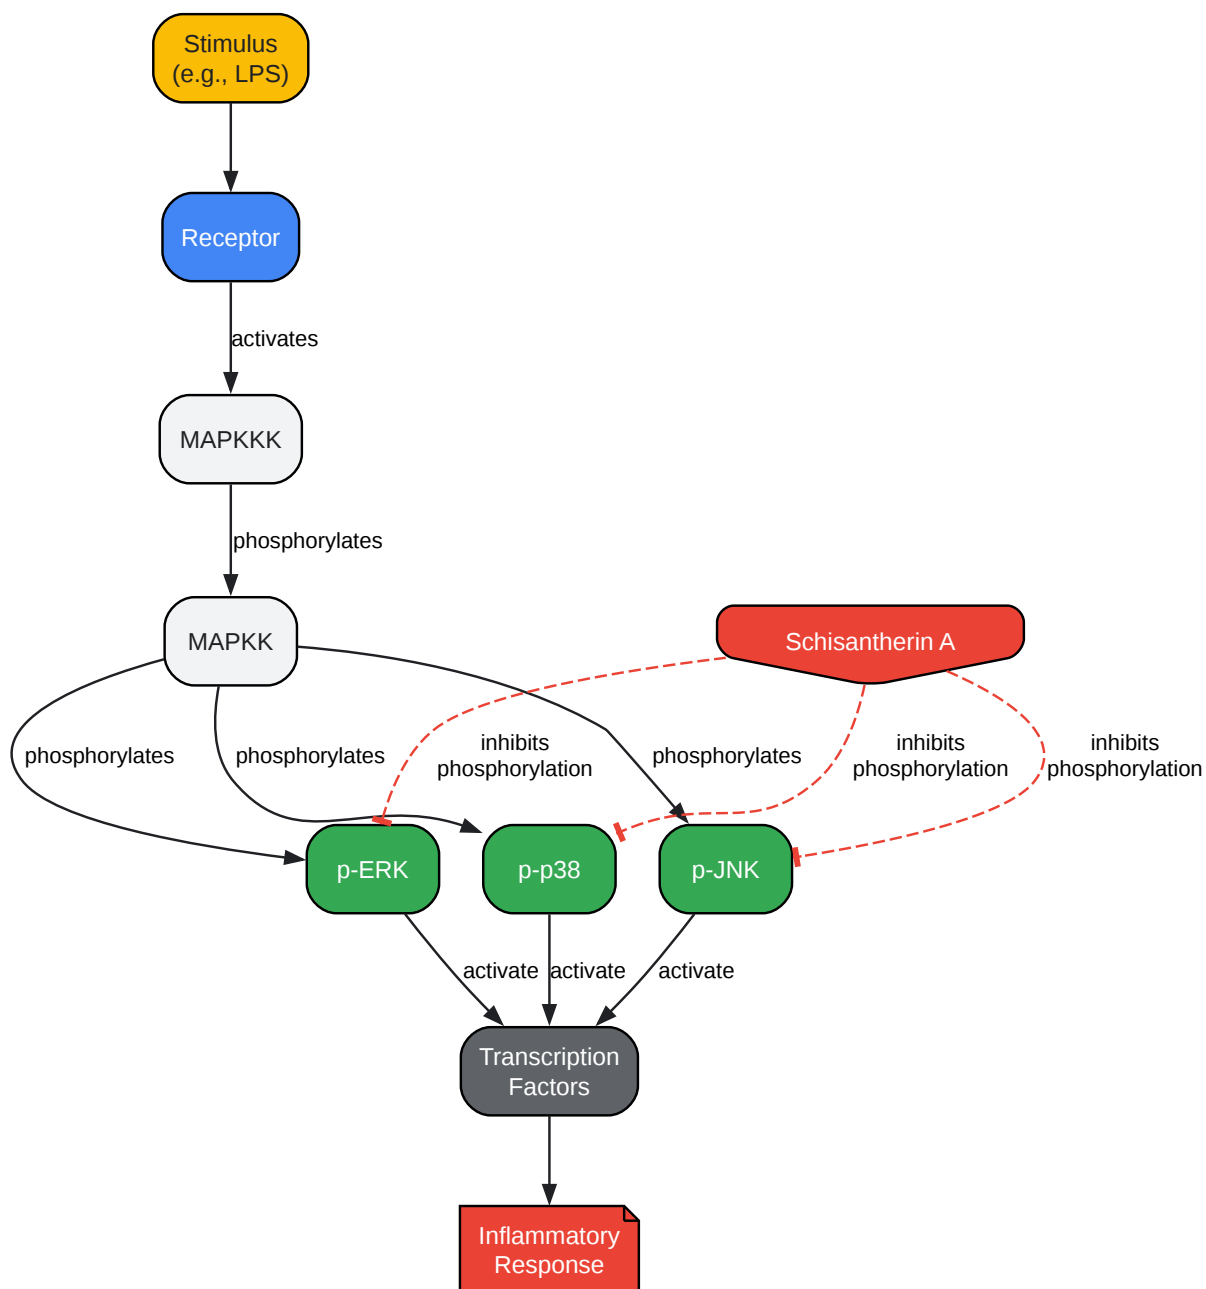 Stimulus
(e.g., LPS)
Receptor
activates
MAPKKK
phosphorylates
MAPKK
Schisantherin A
phosphorylates
phosphorylates
inhibits
phosphorylation
phosphorylates
inhibits
phosphorylation
inhibits
phosphorylation
p-ERK
p-p38
p-JNK
activate
activate
activate
Transcription
Factors
Inflammatory
Response